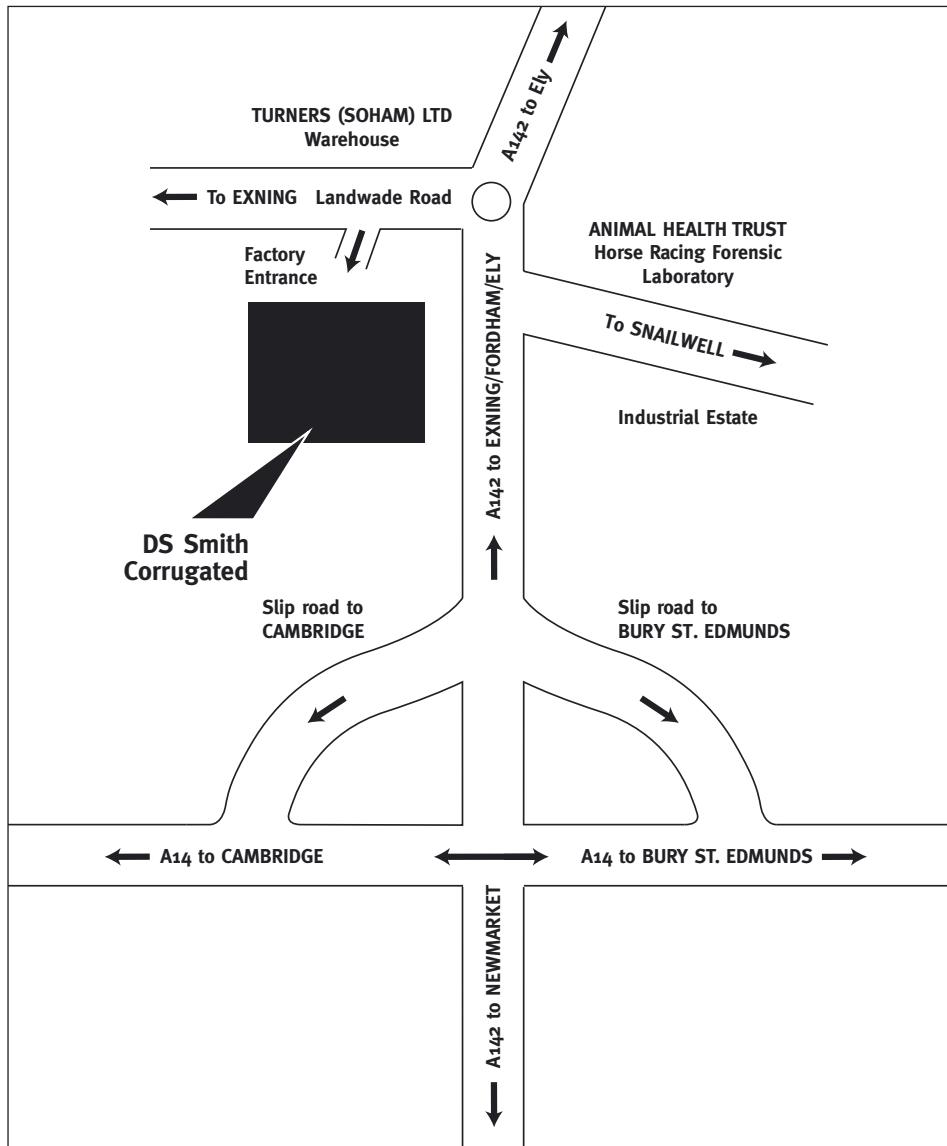 A142 to Ely
TURNERS (SOHAM) LTD
Warehouse
To EXNING
Landwade Road
ANIMAL HEALTH TRUST
Horse Racing Forensic
Laboratory
Factory
Entrance
A142 to EXNING/FORDHAM/ELY
To SNAILWELL
Industrial Estate
DS Smith
Corrugated
Slip road to
CAMBRIDGE
Slip road to
BURY ST. EDMUNDS
A14 to CAMBRIDGE
A14 to BURY ST. EDMUNDS
A142 to NEWMARKET